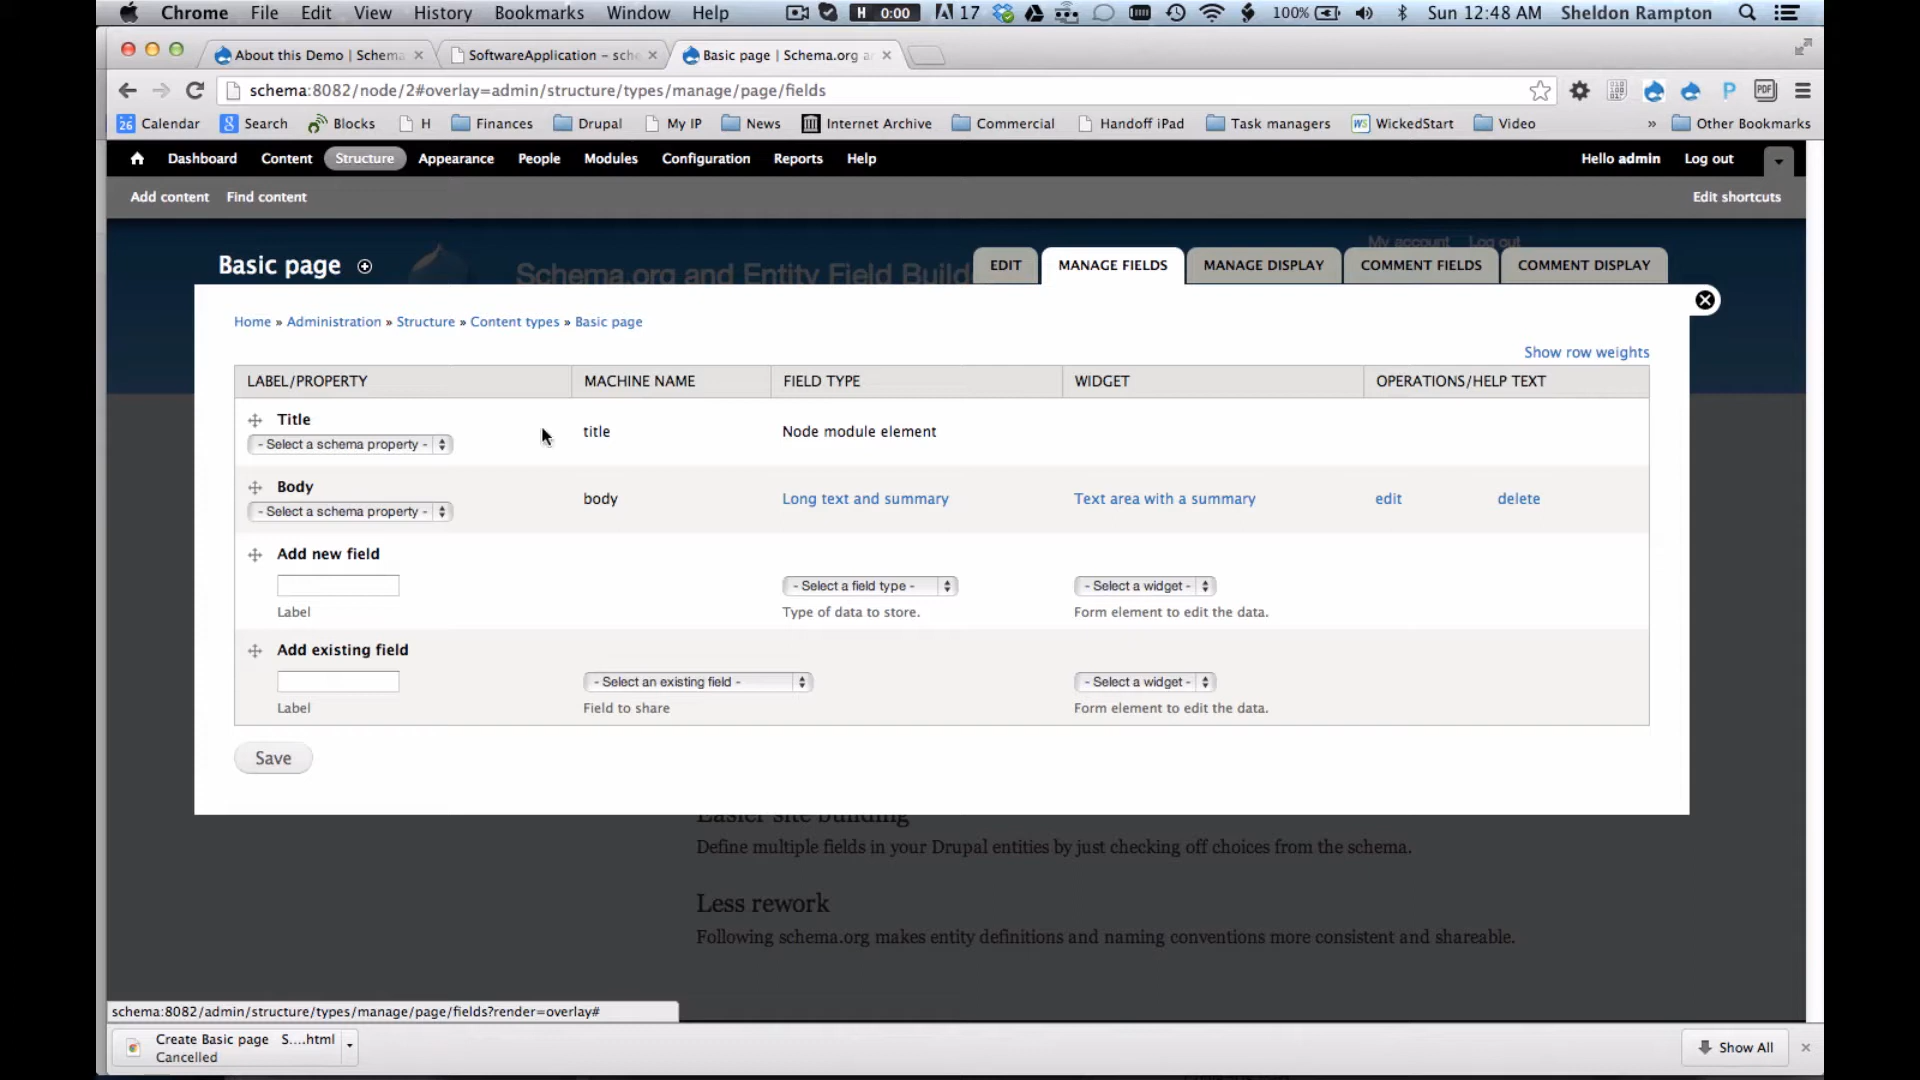 Chrome File Edit View History Bookmarks Window Help H 0:00 17 100% Sun 12:48 AM Sheldon Rampton
About this Demo | Schema SoftwareApplication – sche Basic page | Schema.org a
schema:8082/node/2#overlay=admin/structure/types/manage/page/fields
26 Calendar 8 Search Blocks H Finances Drupal My IP News Internet Archive Commercial Handoff iPad Task managers WS WickedStart Video » Other Bookmarks
Dashboard Content Structure Appearance People Modules Configuration Reports Help Hello admin Log out
Add content Find content Edit shortcuts
My account Log out
Basic page Schema.org and Entity Field Build EDIT MANAGE FIELDS MANAGE DISPLAY COMMENT FIELDS COMMENT DISPLAY
Home » Administration » Structure » Content types » Basic page
Show row weights
LABEL/PROPERTY MACHINE NAME FIELD TYPE WIDGET OPERATIONS/HELP TEXT
Title
- Select a schema property - title Node module element
Body
- Select a schema property - body Long text and summary Text area with a summary edit delete
Add new field
- Select a field type - - Select a widget -
Label Type of data to store. Form element to edit the data.
Add existing field
- Select an existing field - - Select a widget -
Label Field to share Form element to edit the data.
Save
Easier site building
Define multiple fields in your Drupal entities by just checking off choices from the schema.
Less rework
Following schema.org makes entity definitions and naming conventions more consistent and shareable.
schema:8082/admin/structure/types/manage/page/fields?render=overlay#
Create Basic page S....html
Cancelled
Show All